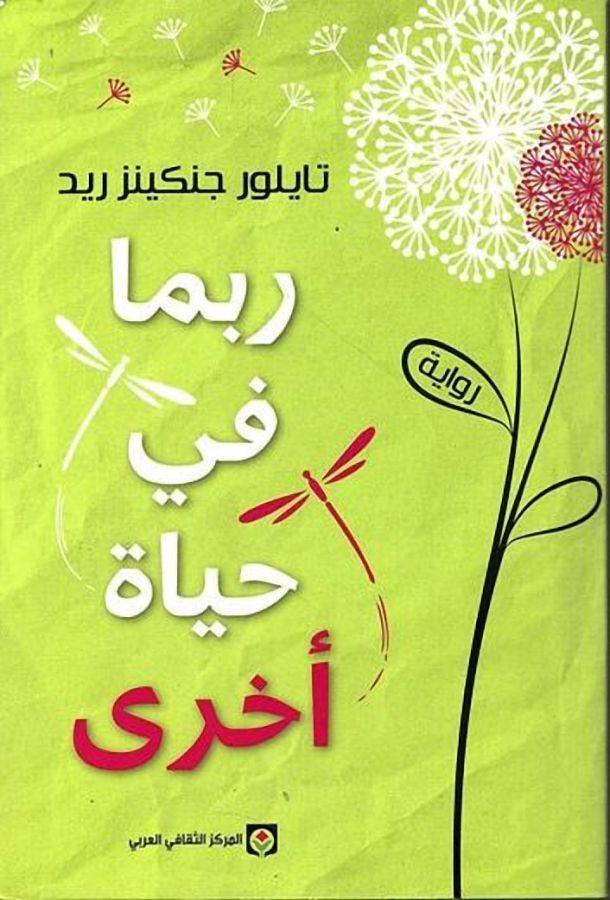 تايلور جنكينز ريد
ربما
في
حياة
أخرى
رواية
المركز الثقافي العربي